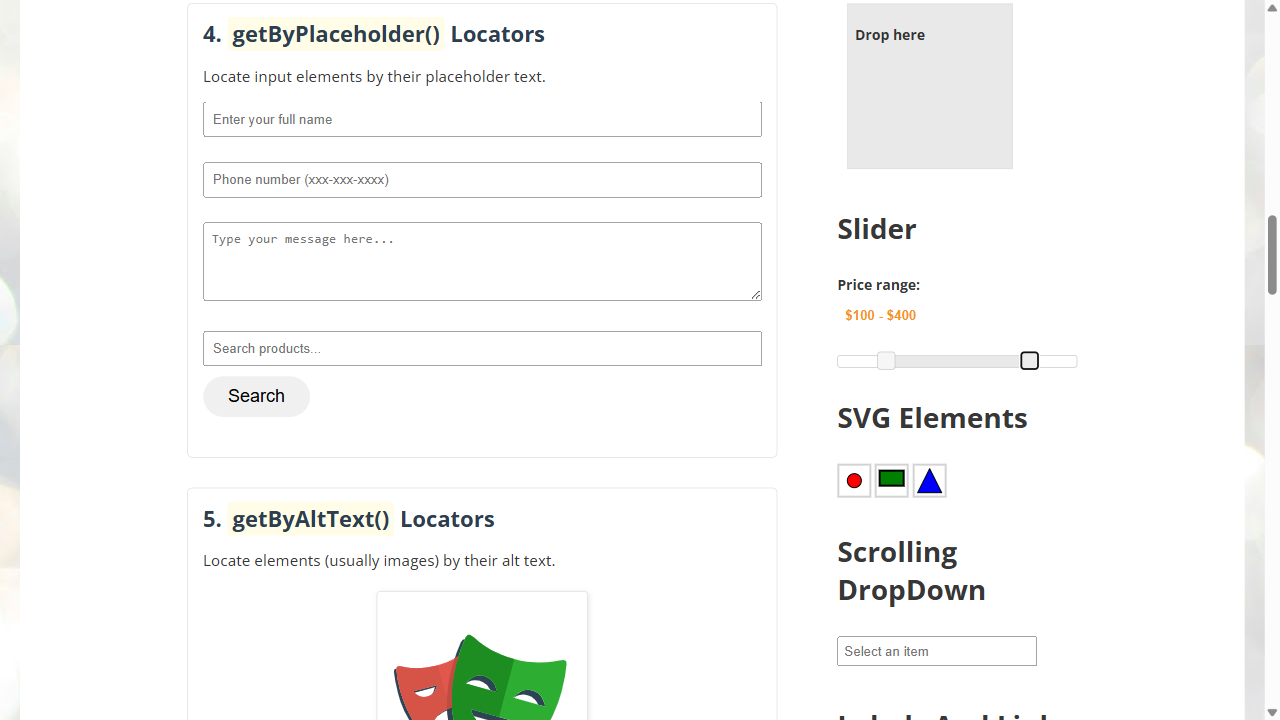 4. getByPlaceholder() Locators
Locate input elements by their placeholder text.
Enter your full name
Phone number (xxx-xxx-xxxx)
Type your message here...
Search products...
Search
5. getByAltText() Locators
Locate elements (usually images) by their alt text.
Drop here
Slider
Price range:
$100 - $400
SVG Elements
Scrolling
DropDown
Select an item